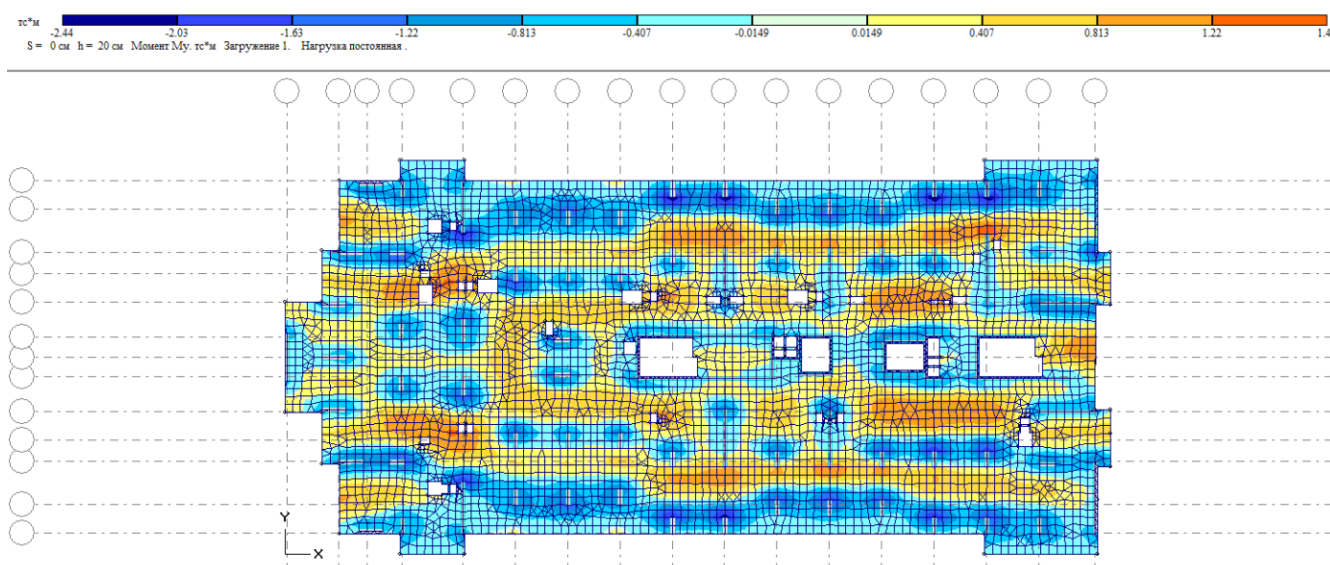 тс*м
-2.44 -2.03 -1.63 -1.22 -0.813 -0.407 -0.0149 0.0149 0.407 0.813 1.22 1.4
S = 0 см h = 20 см Момент My. тс*м Загружение 1. Нагрузка постоянная .
Y
X